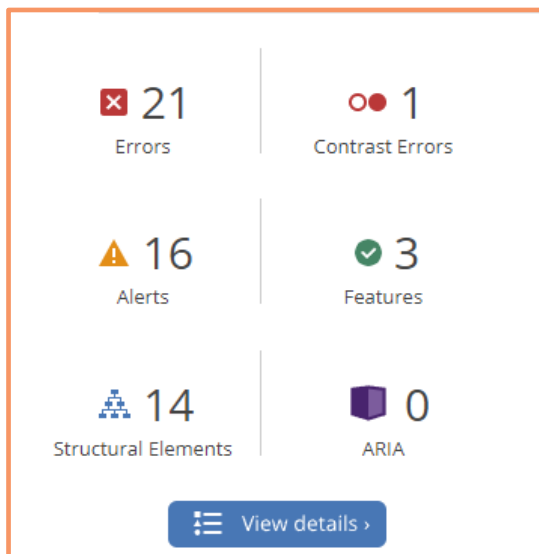 21
Errors
1
Contrast Errors
16
Alerts
3
Features
14
Structural Elements
0
ARIA
View details ›